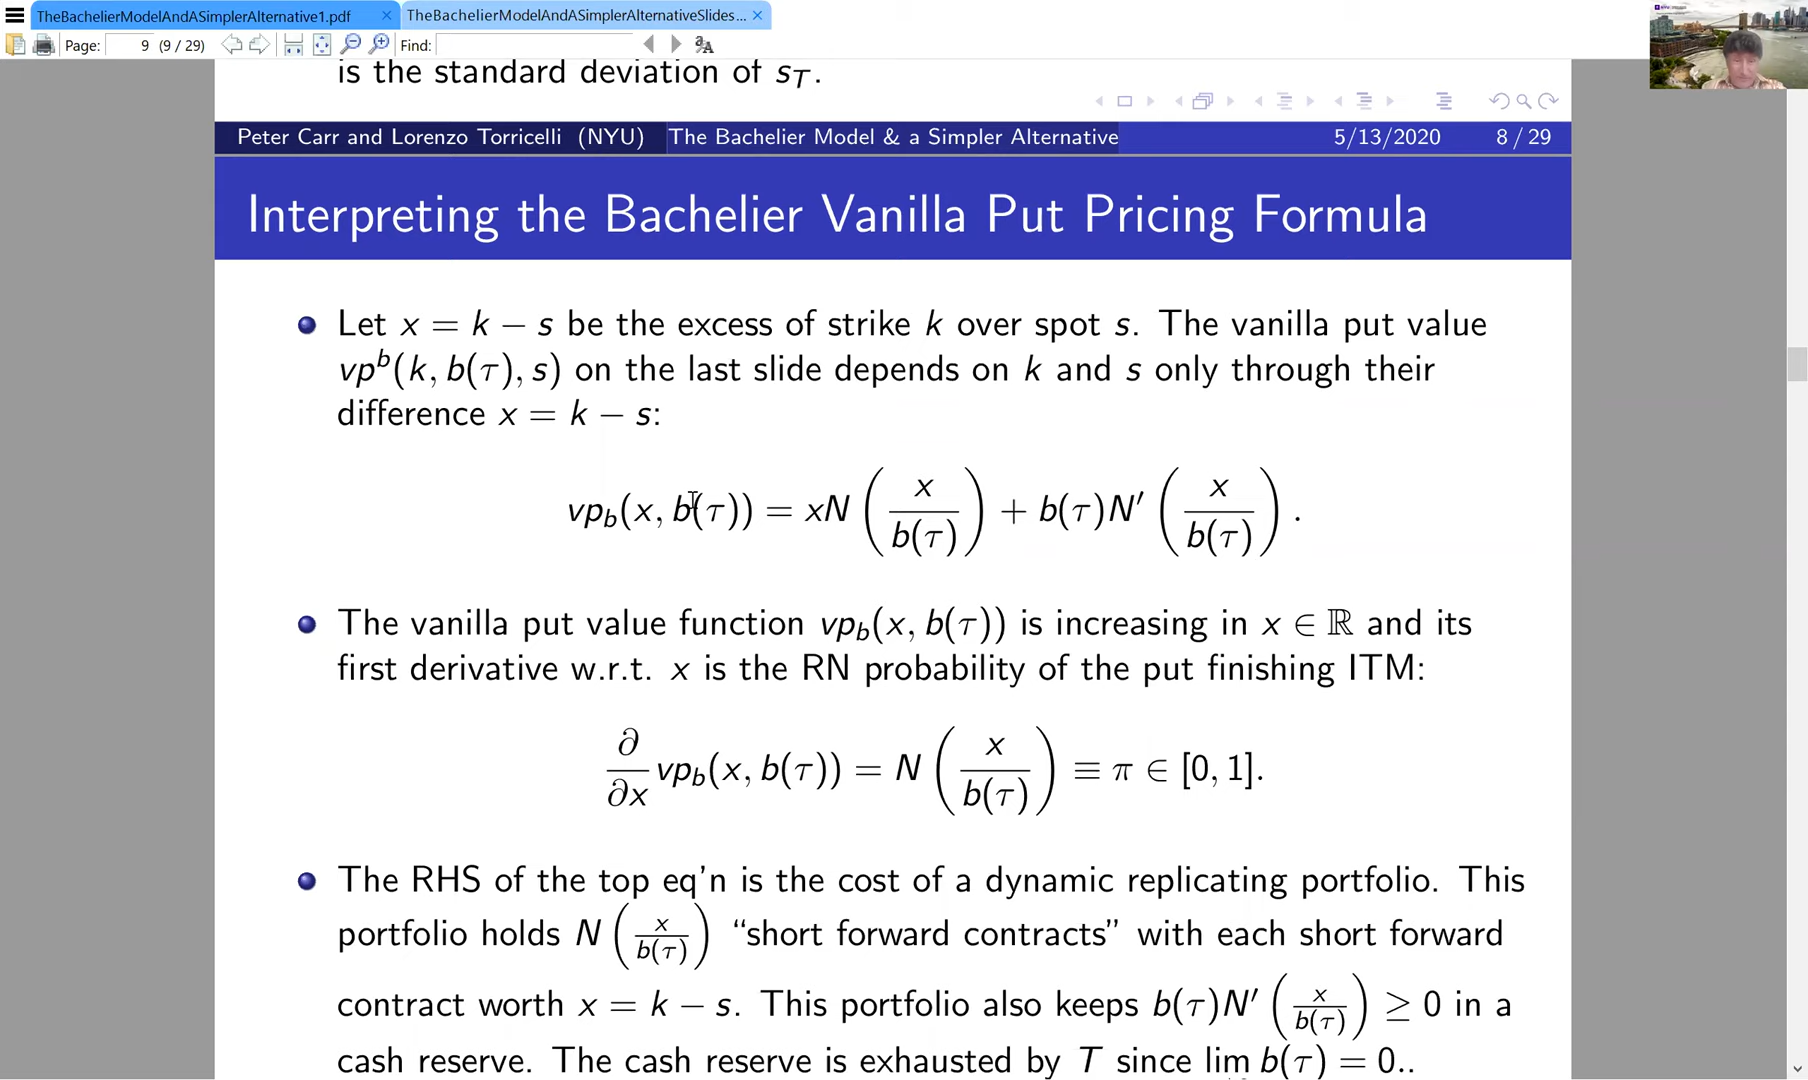 TheBachelierModelAndASimplerAlternative1.pdf × TheBachelierModelAndASimplerAlternativeSlides... ×
Page: 9 (9 / 29) Find:
is the standard deviation of s_T.
Peter Carr and Lorenzo Torricelli (NYU) The Bachelier Model & a Simpler Alternative 5/13/2020 8 / 29
Interpreting the Bachelier Vanilla Put Pricing Formula
Let x = k − s be the excess of strike k over spot s. The vanilla put value
vp^b(k, b(τ), s) on the last slide depends on k and s only through their
difference x = k − s:
vp_b(x, b(τ)) = xN(x/b(τ)) + b(τ)N′(x/b(τ)).
The vanilla put value function vp_b(x, b(τ)) is increasing in x ∈ ℝ and its
first derivative w.r.t. x is the RN probability of the put finishing ITM:
∂/∂x vp_b(x, b(τ)) = N(x/b(τ)) ≡ π ∈ [0, 1].
The RHS of the top eq'n is the cost of a dynamic replicating portfolio. This
portfolio holds N(x/b(τ)) “short forward contracts” with each short forward
contract worth x = k − s. This portfolio also keeps b(τ)N′(x/b(τ)) ≥ 0 in a
cash reserve. The cash reserve is exhausted by T since lim b(τ) = 0..